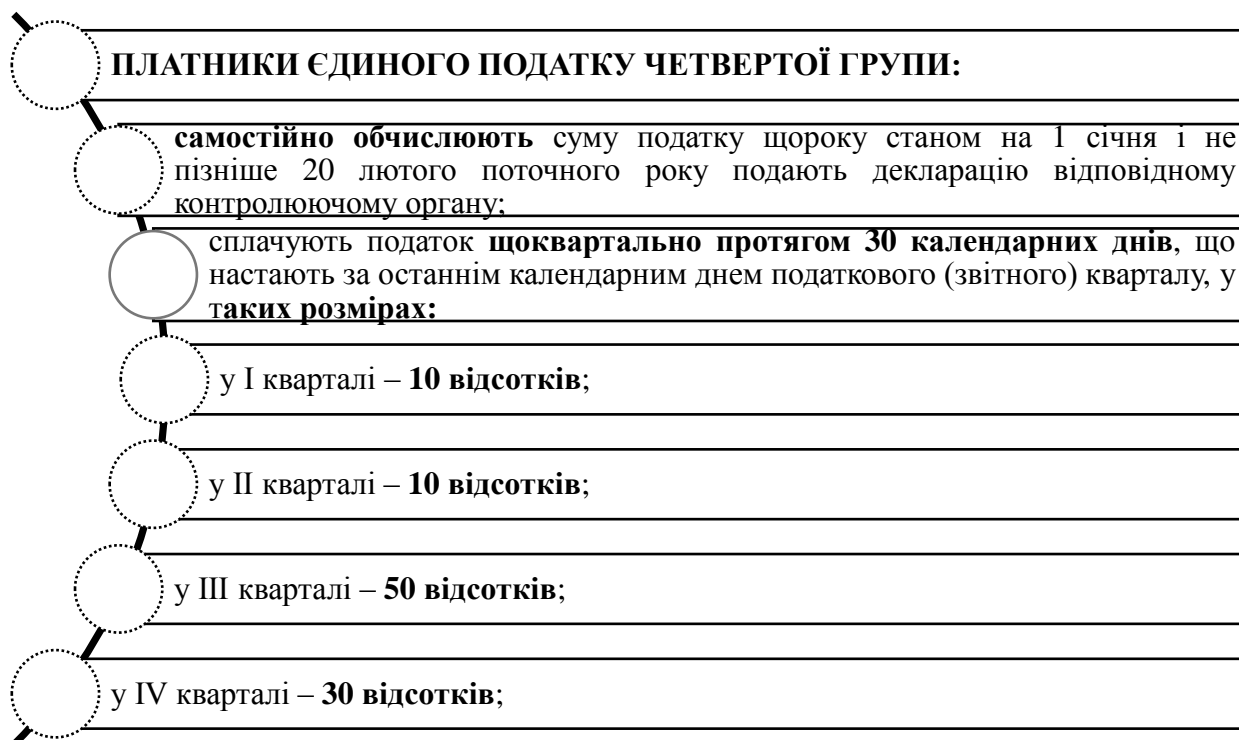 ПЛАТНИКИ ЄДИНОГО ПОДАТКУ ЧЕТВЕРТОЇ ГРУПИ:
самостійно обчислюють суму податку щороку станом на 1 січня і не
пізніше 20 лютого поточного року подають декларацію відповідному
контролюючому органу;
сплачують податок щоквартально протягом 30 календарних днів, що
настають за останнім календарним днем податкового (звітного) кварталу, у
таких розмірах:
у I кварталі – 10 відсотків;
у II кварталі – 10 відсотків;
у III кварталі – 50 відсотків;
у IV кварталі – 30 відсотків;